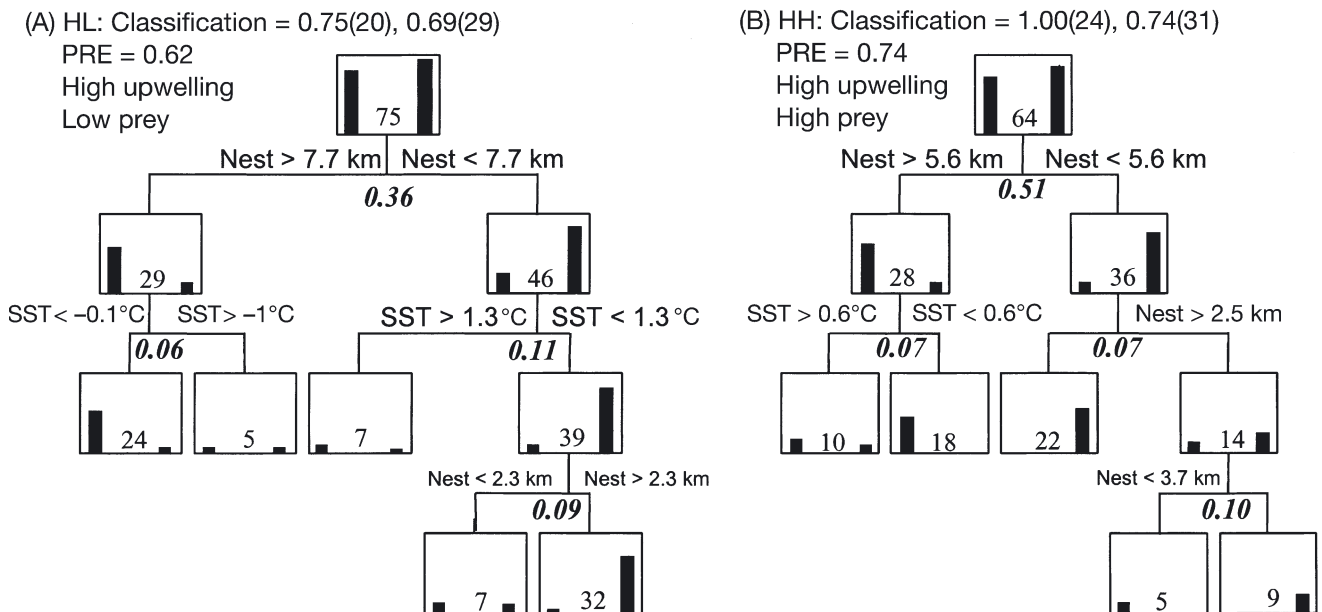 (A) HL: Classification = 0.75(20), 0.69(29)
PRE = 0.62
High upwelling
Low prey
75
Nest > 7.7 km
Nest < 7.7 km
0.36
29
46
SST< –0.1°C
SST> –1°C
SST > 1.3°C
SST < 1.3°C
0.06
0.11
24
5
7
39
Nest < 2.3 km
Nest > 2.3 km
0.09
7
32
(B) HH: Classification = 1.00(24), 0.74(31)
PRE = 0.74
High upwelling
High prey
64
Nest > 5.6 km
Nest < 5.6 km
0.51
28
36
SST > 0.6°C
SST < 0.6°C
Nest > 2.5 km
0.07
0.07
10
18
22
14
Nest < 3.7 km
0.10
5
9